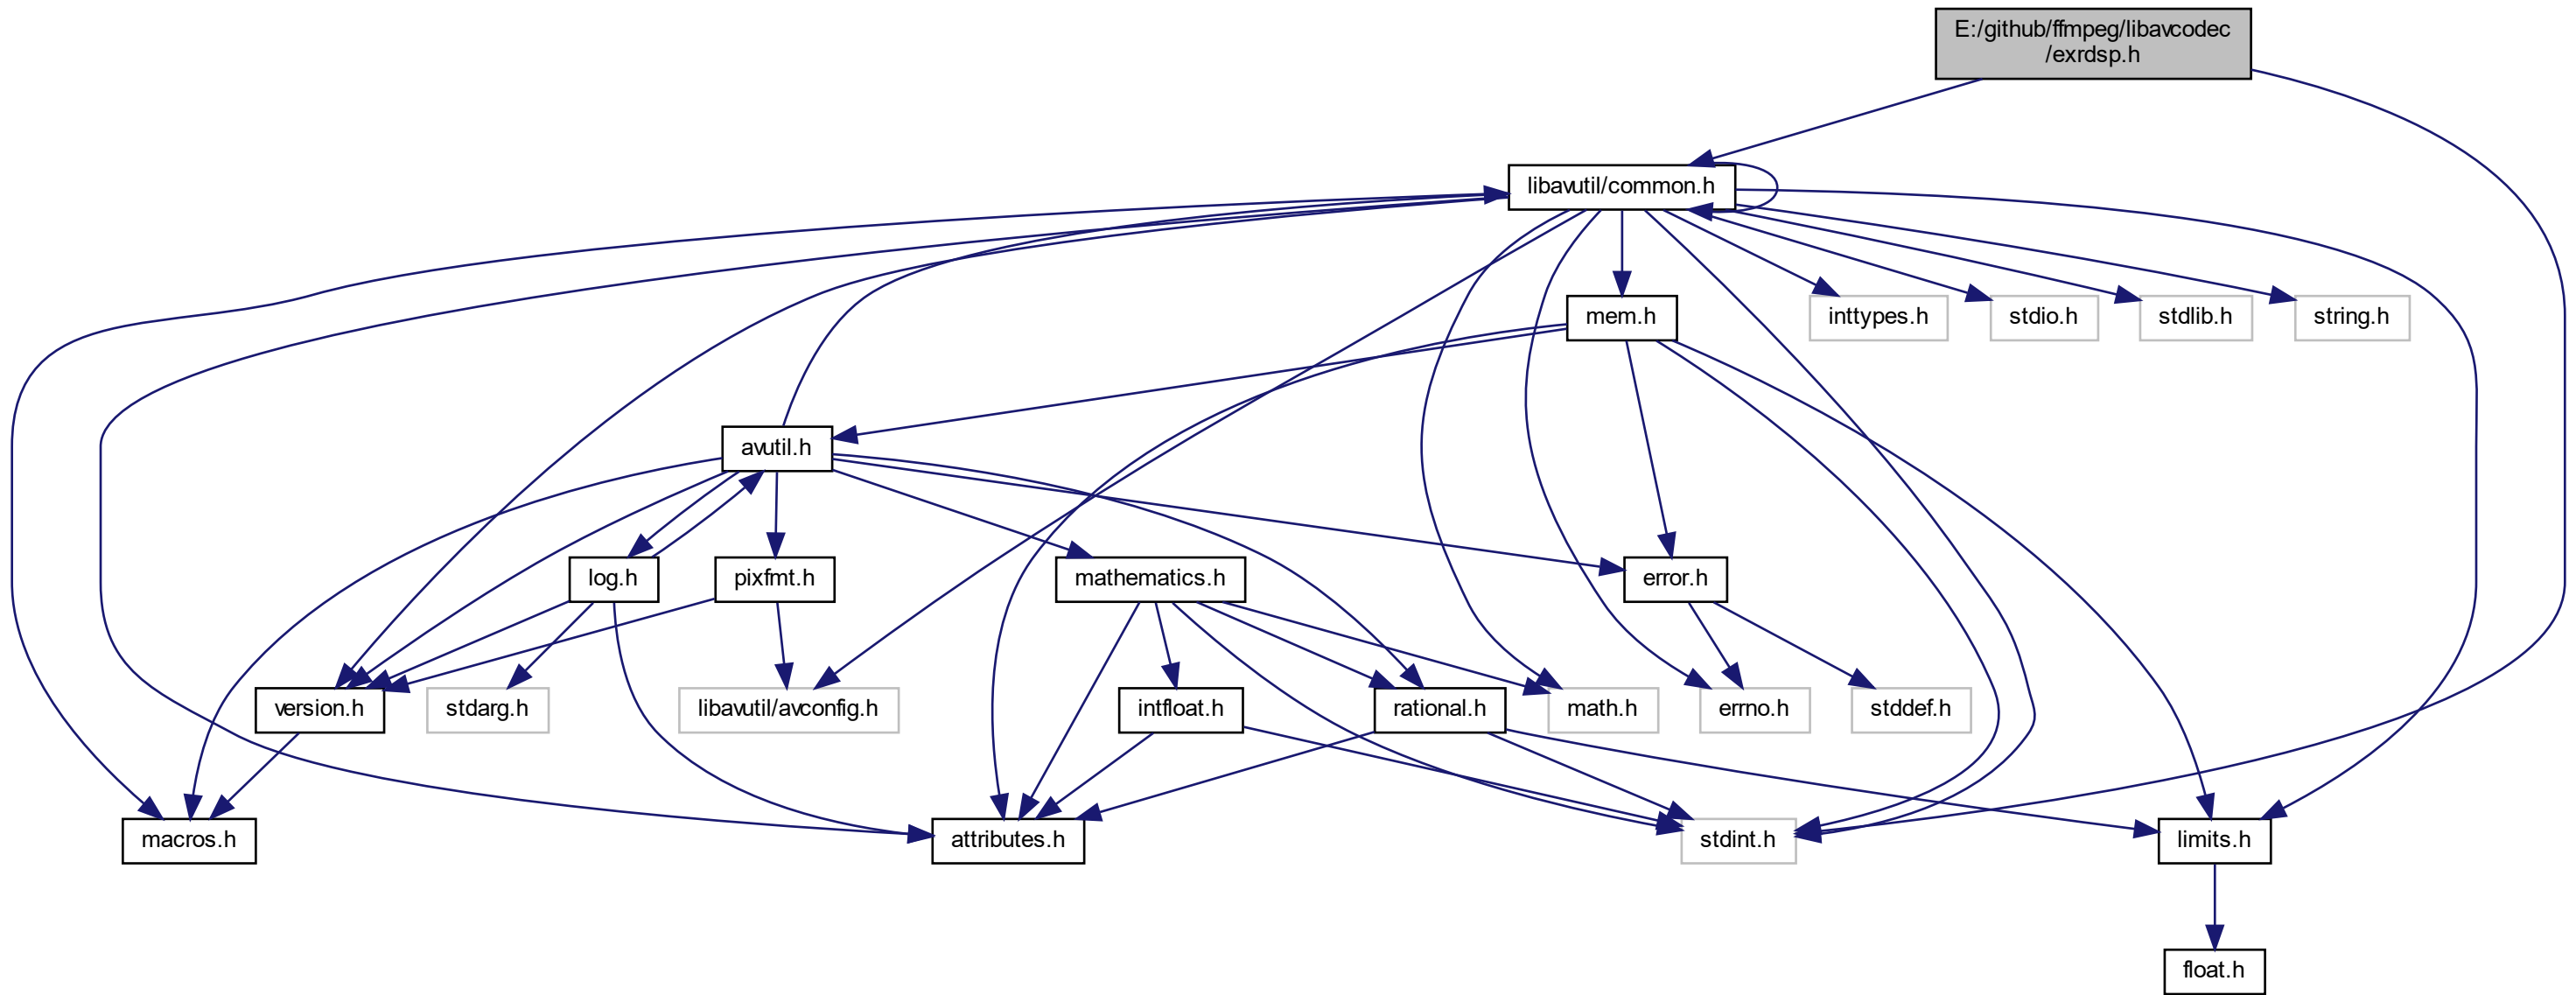 E:/github/ffmpeg/libavcodec
/exrdsp.h
libavutil/common.h
mem.h
inttypes.h
stdio.h
stdlib.h
string.h
avutil.h
log.h
pixfmt.h
mathematics.h
error.h
version.h
stdarg.h
libavutil/avconfig.h
intfloat.h
rational.h
math.h
errno.h
stddef.h
macros.h
attributes.h
stdint.h
limits.h
float.h